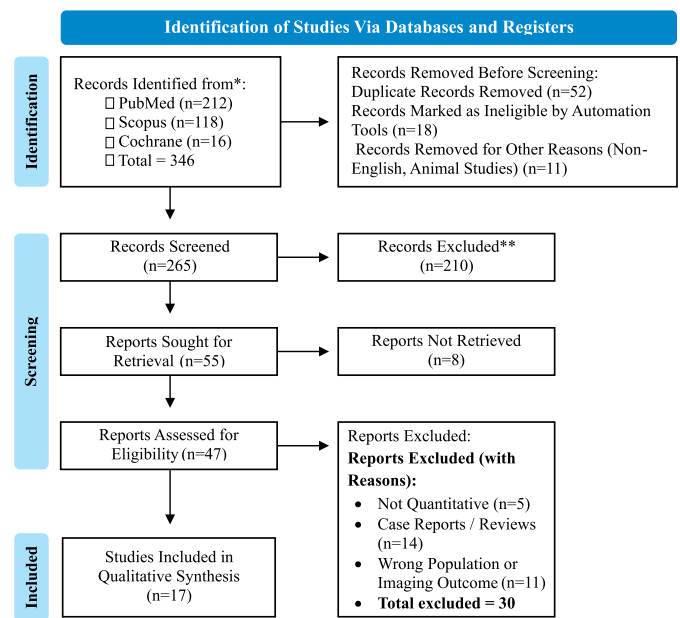 Identification of Studies Via Databases and Registers
Identification
Records Identified from*:
PubMed (n=212)
Scopus (n=118)
Cochrane (n=16)
Total = 346
Records Removed Before Screening:
Duplicate Records Removed (n=52)
Records Marked as Ineligible by Automation
Tools (n=18)
Records Removed for Other Reasons (Non-
English, Animal Studies) (n=11)
Screening
Records Screened
(n=265)
Records Excluded**
(n=210)
Reports Sought for
Retrieval (n=55)
Reports Not Retrieved
(n=8)
Reports Assessed for
Eligibility (n=47)
Reports Excluded:
Reports Excluded (with
Reasons):
• Not Quantitative (n=5)
• Case Reports / Reviews
(n=14)
• Wrong Population or
Imaging Outcome (n=11)
• Total excluded = 30
Included
Studies Included in
Qualitative Synthesis
(n=17)